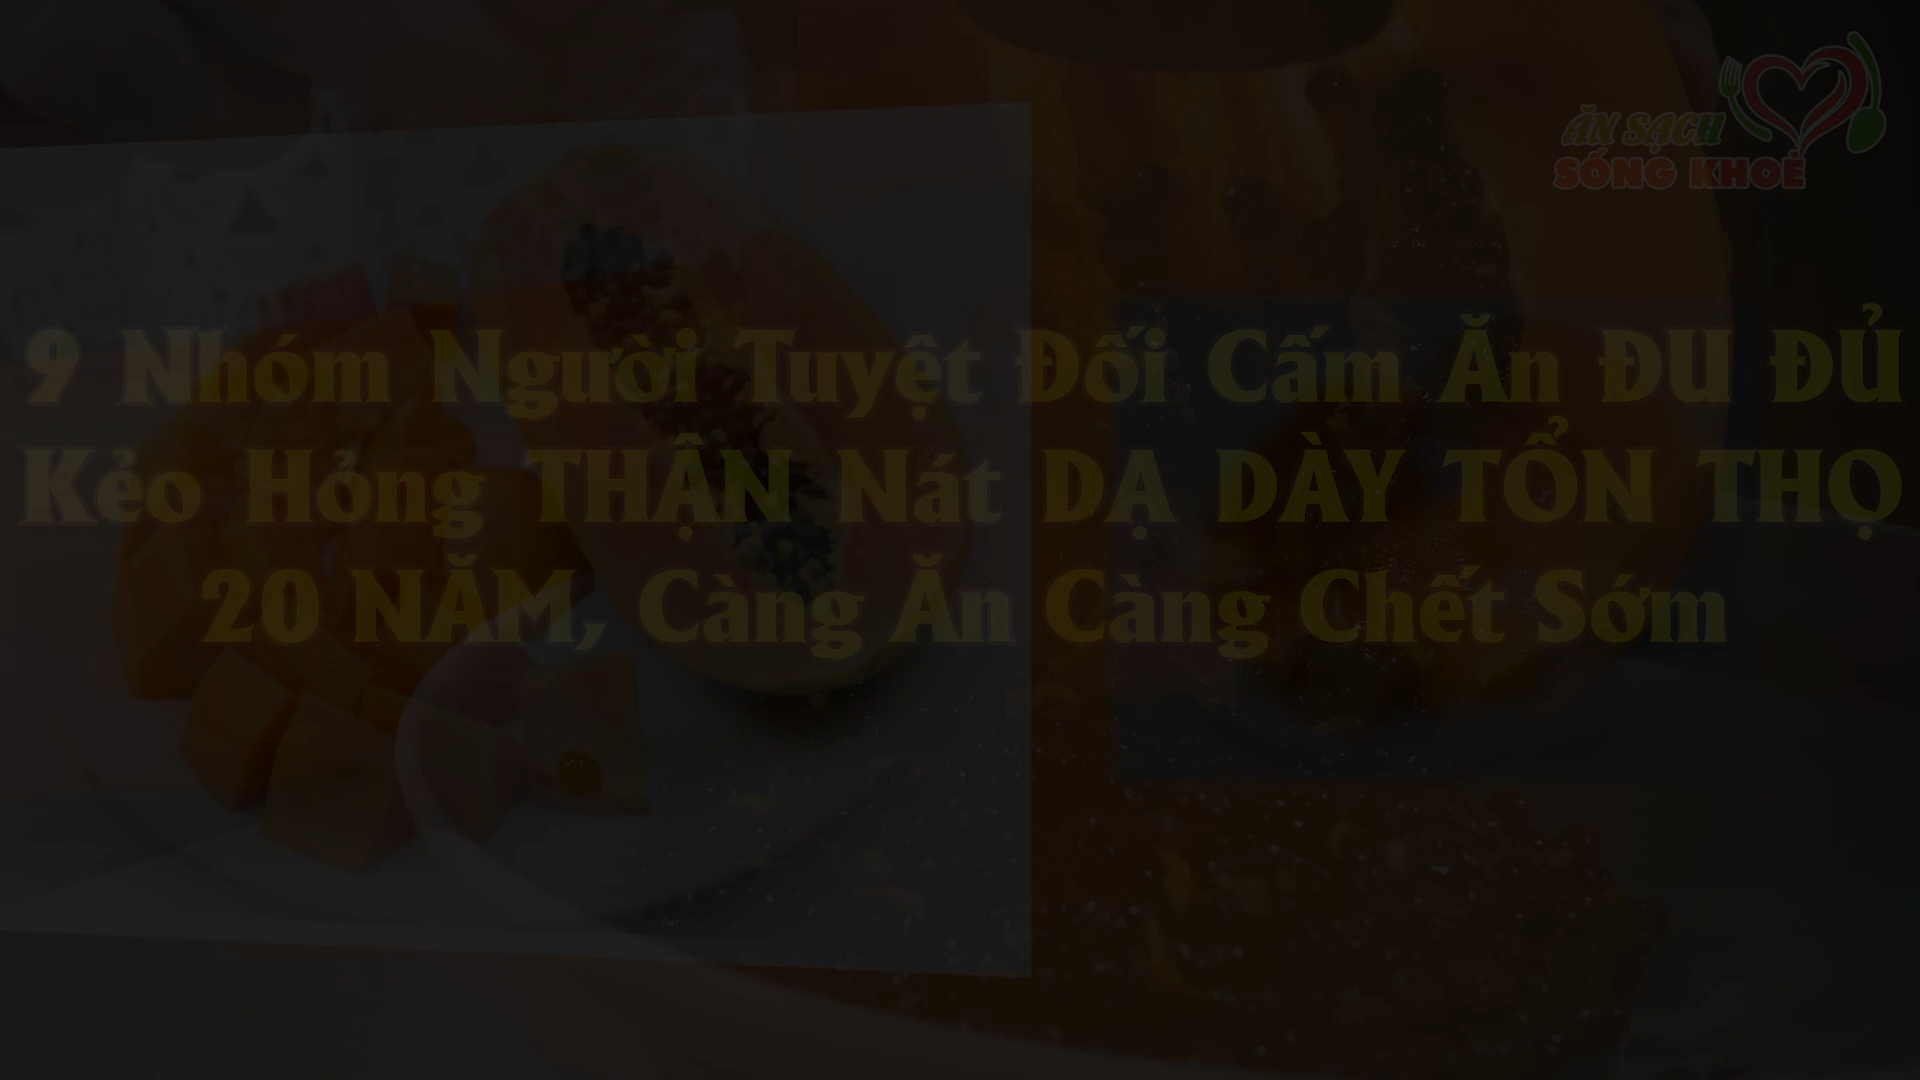 ĂN SẠCH
SỐNG KHOẺ
9 Nhóm Người Tuyệt Đối Cấm Ăn ĐU ĐỦ
Kẻo Hỏng THẬN Nát DẠ DÀY TỔN THỌ
20 NĂM, Càng Ăn Càng Chết Sớm